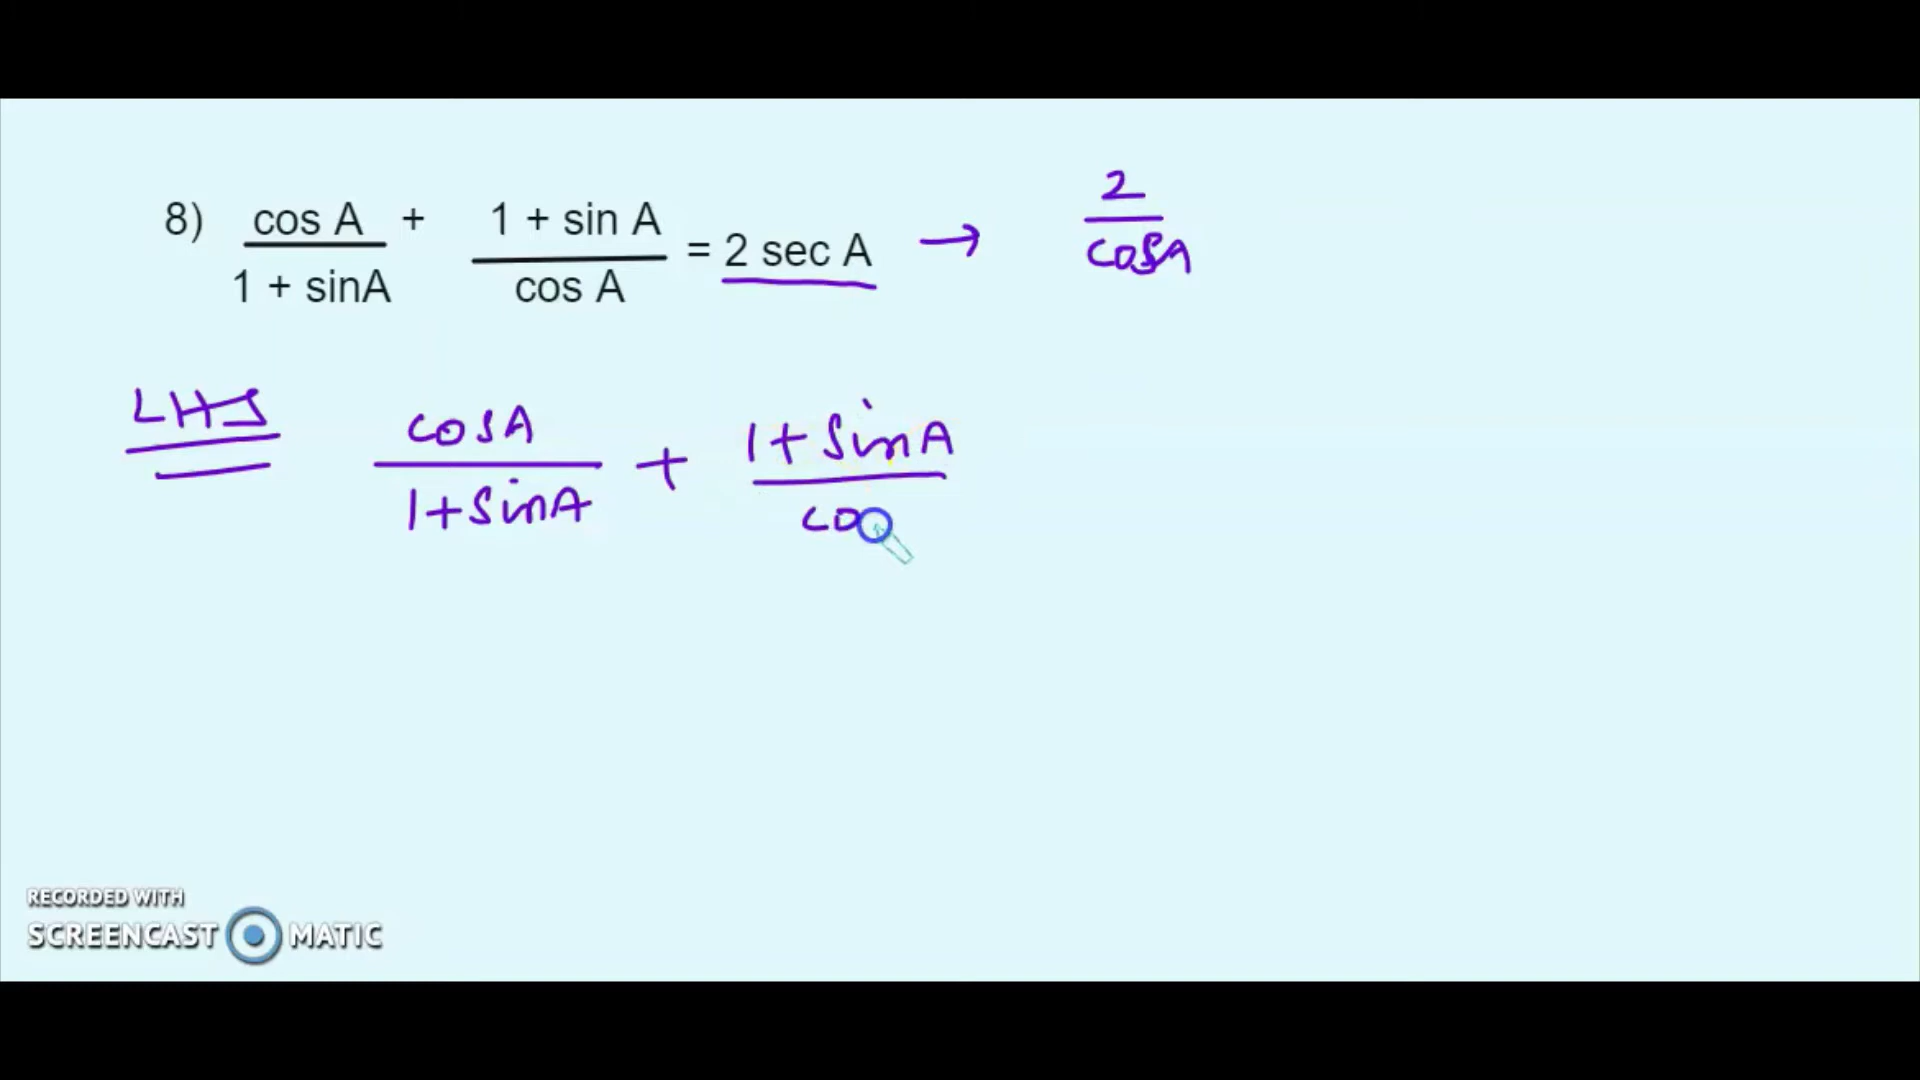 8) cos A + 1 + sin A = 2 sec A → 2
1 + sinA cos A cosA
LHS cosA + 1 + sinA
1 + sinA co
RECORDED WITH
SCREENCAST MATIC